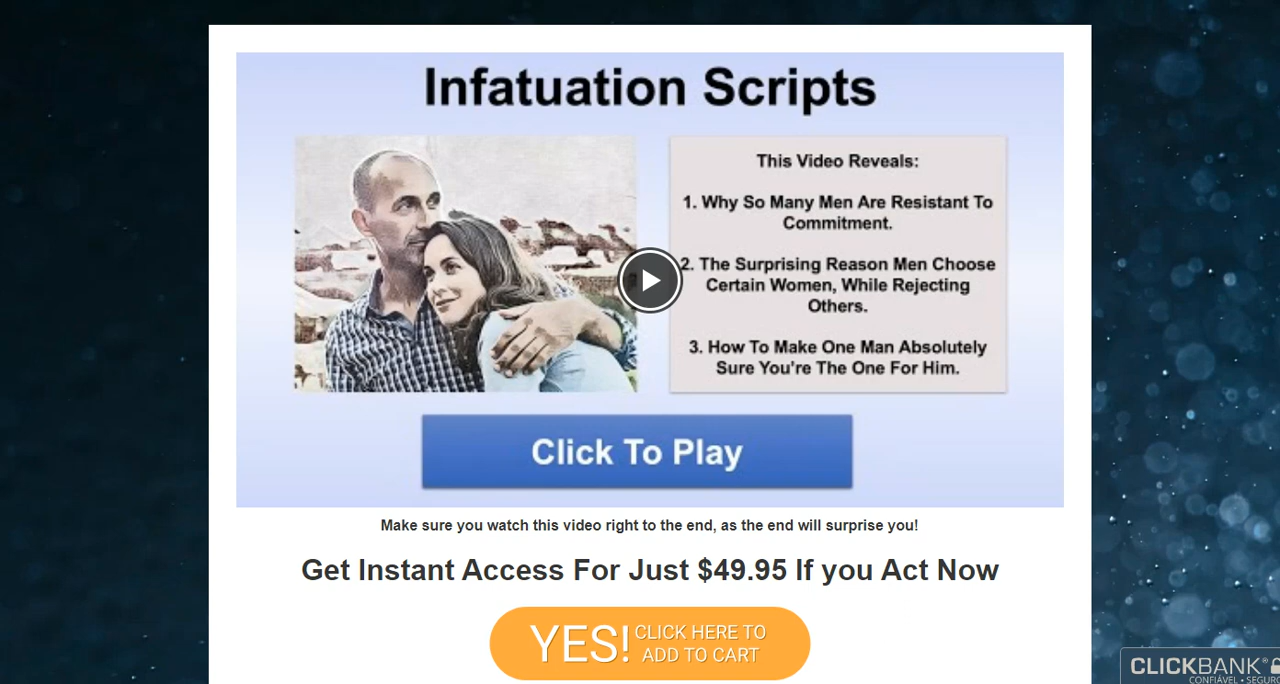 Infatuation Scripts
This Video Reveals:
1. Why So Many Men Are Resistant To
Commitment.
2. The Surprising Reason Men Choose
Certain Women, While Rejecting
Others.
3. How To Make One Man Absolutely
Sure You're The One For Him.
Click To Play
Make sure you watch this video right to the end, as the end will surprise you!
Get Instant Access For Just $49.95 If you Act Now
YES! CLICK HERE TO
ADD TO CART
CLICKBANK®
CONFIÁVEL • SEGURO